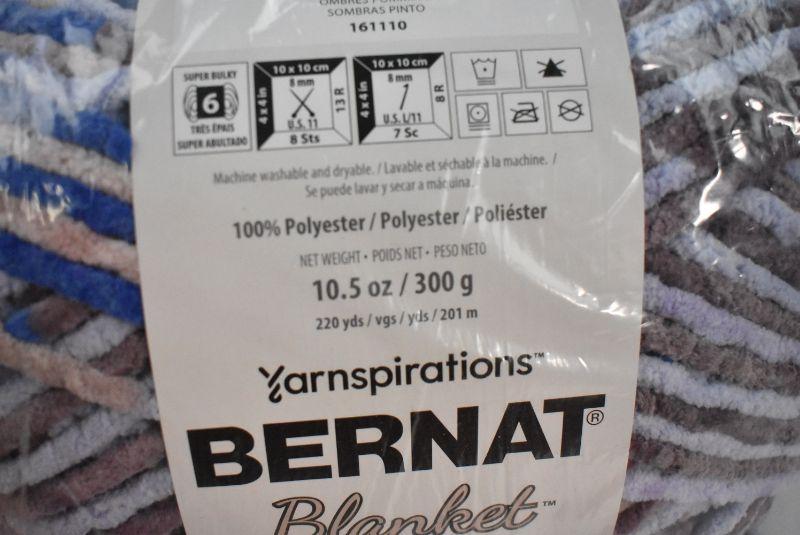 SOMBRAS PINTO
161110
SUPER BULKY
6
TRÈS ÉPAIS
SUPER ABULTADO
10 x 10 cm
4 x 4 in
8 mm
13 R
U.S. 11
8 Sts
10 x 10 cm
4 x 4 in
8 mm
8 R
U.S. L/11
7 Sc
Machine washable and dryable. / Lavable et séchable à la machine. /
Se puede lavar y secar a máquina.
100% Polyester / Polyester / Poliéster
NET WEIGHT • POIDS NET • PESO NETO
10.5 oz / 300 g
220 yds / vgs / yds / 201 m
Yarnspirations™
BERNAT®
Blanket™